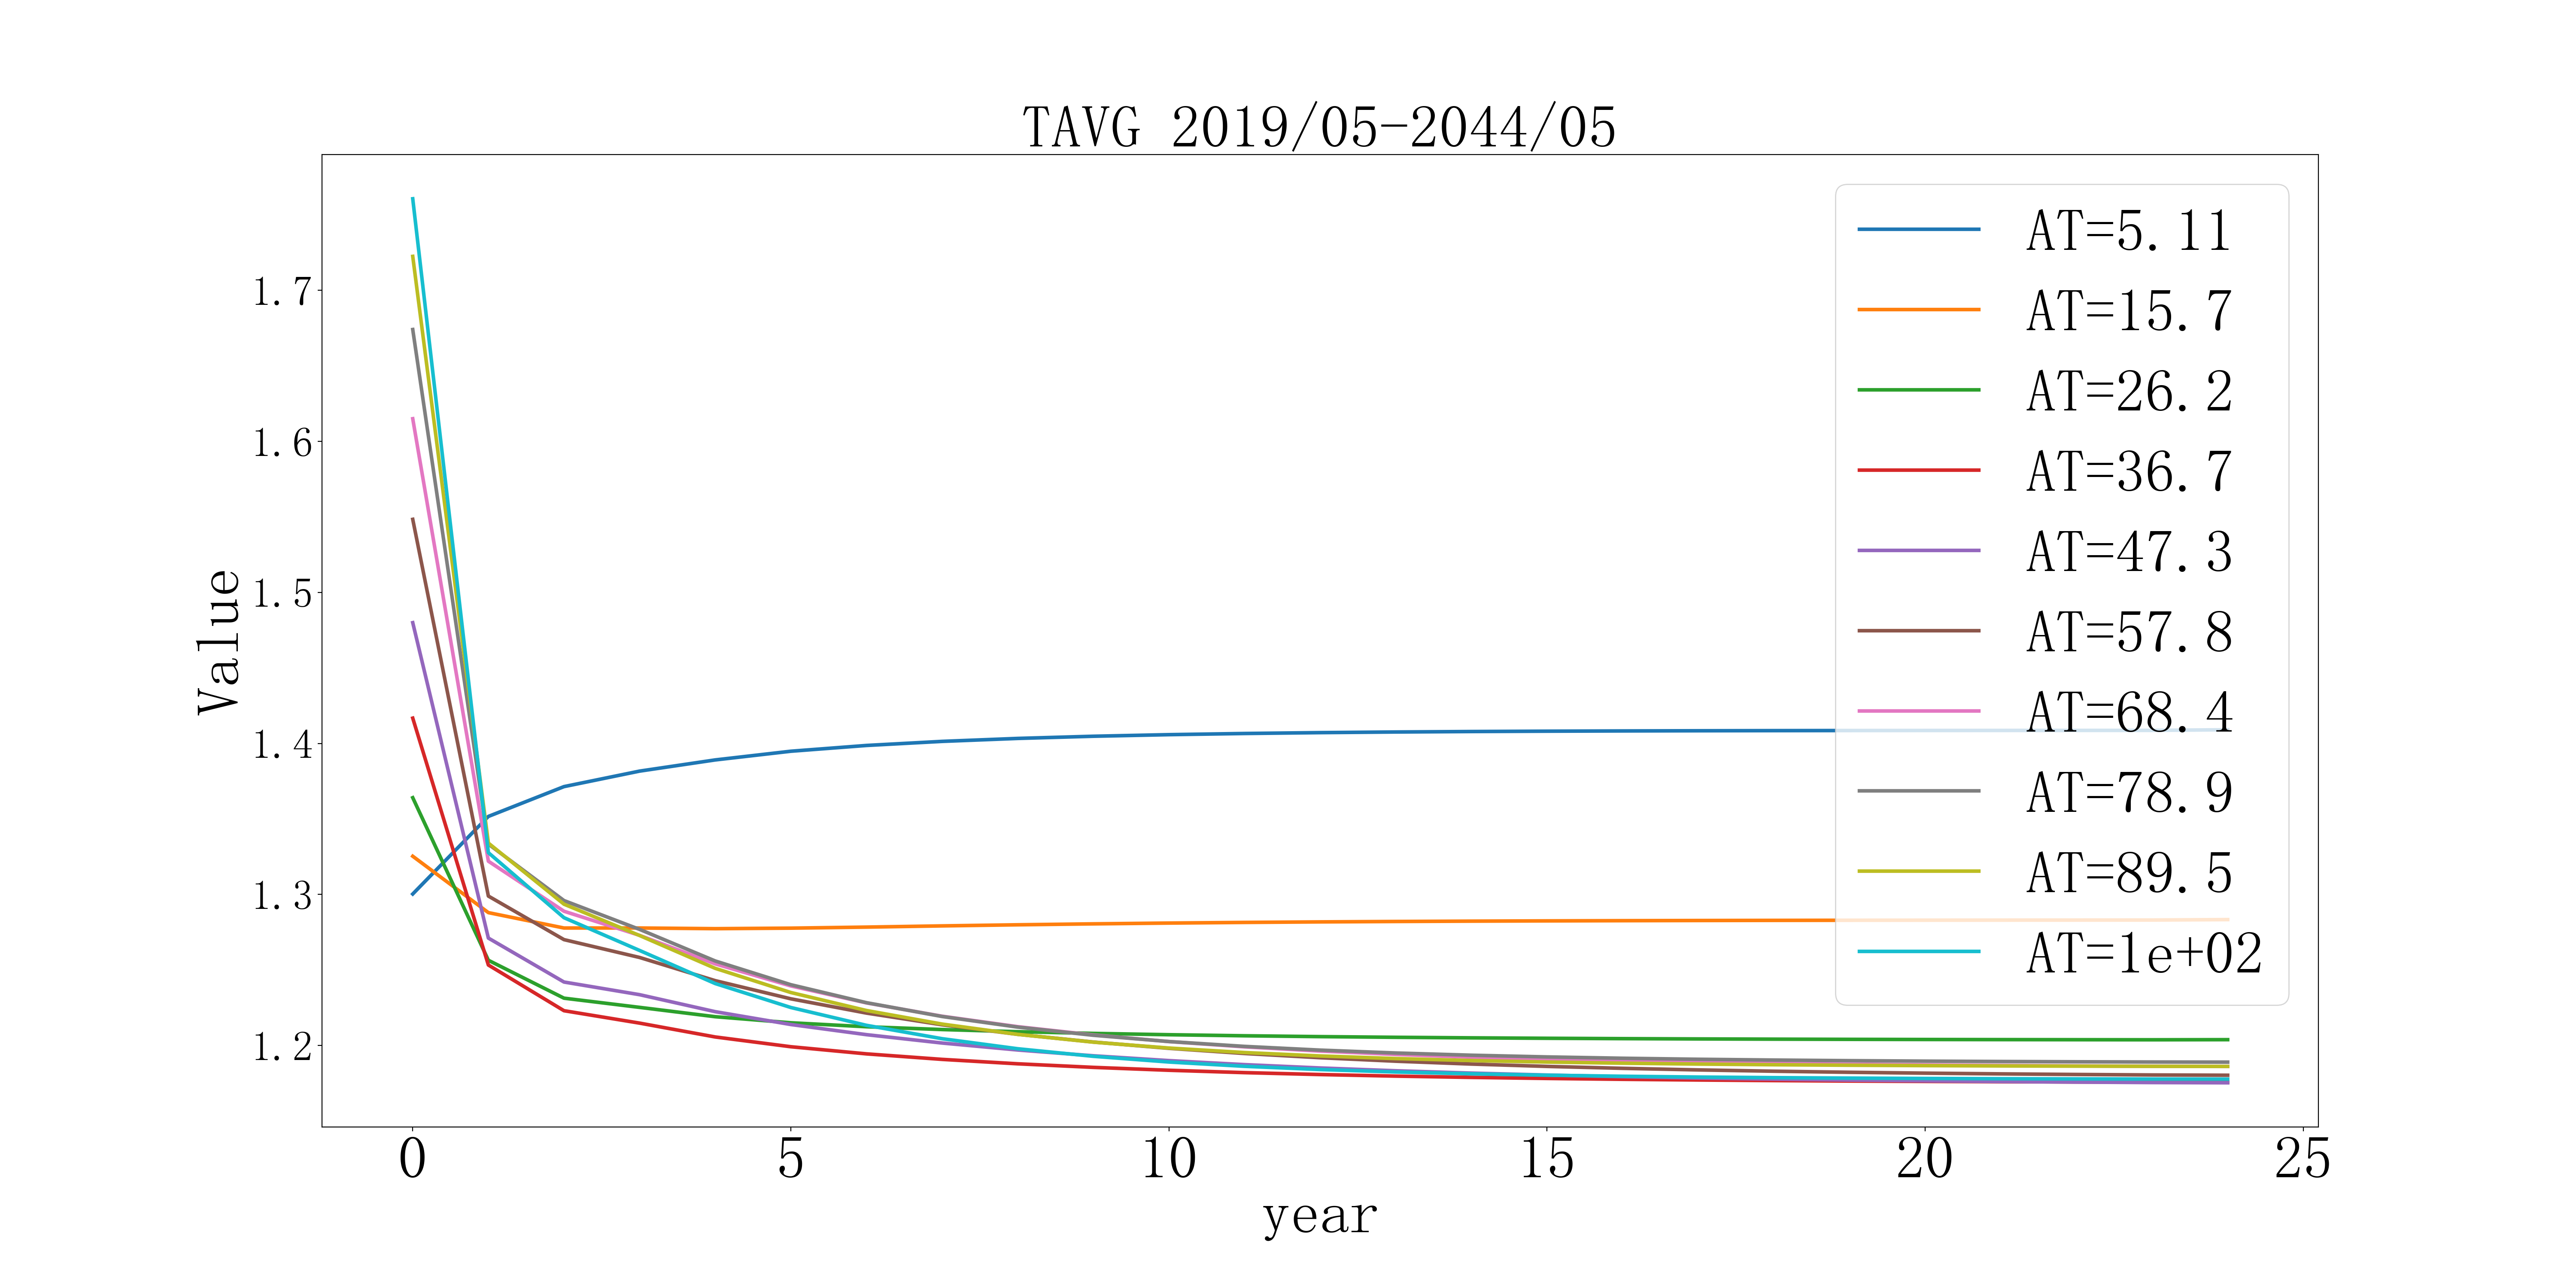 TAVG 2019/05-2044/05
Value
1.7
1.6
1.5
1.4
1.3
1.2
0 5 10 15 20 25
year
AT=5.11
AT=15.7
AT=26.2
AT=36.7
AT=47.3
AT=57.8
AT=68.4
AT=78.9
AT=89.5
AT=1e+02